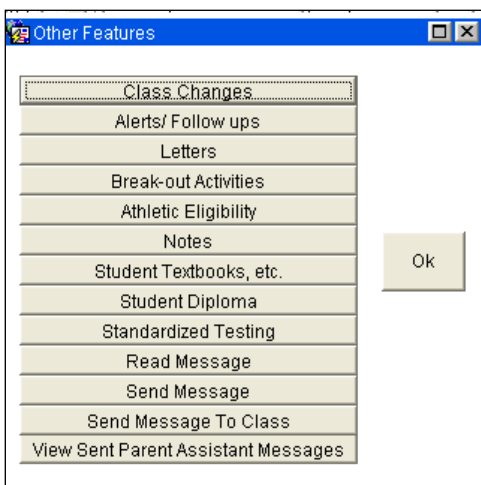 Other Features
Class Changes
Alerts/ Follow ups
Letters
Break-out Activities
Athletic Eligibility
Notes
Student Textbooks, etc.
Student Diploma
Standardized Testing
Read Message
Send Message
Send Message To Class
View Sent Parent Assistant Messages
Ok